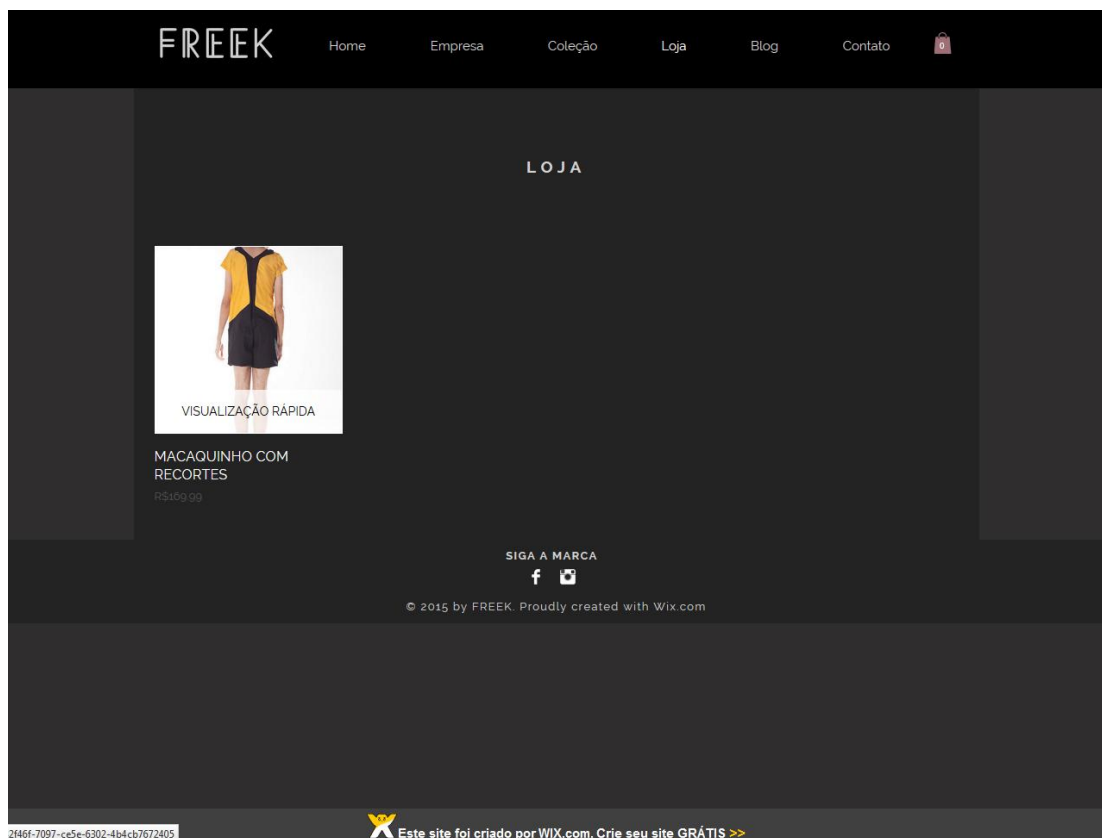 FREEK
Home Empresa Coleção Loja Blog Contato 0
LOJA
VISUALIZAÇÃO RÁPIDA
MACAQUINHO COM
RECORTES
R$169,99
SIGA A MARCA
© 2015 by FREEK. Proudly created with Wix.com
Este site foi criado por WIX.com. Crie seu site GRÁTIS >>
2f46f-7097-ce5e-6302-4b4cb7672405